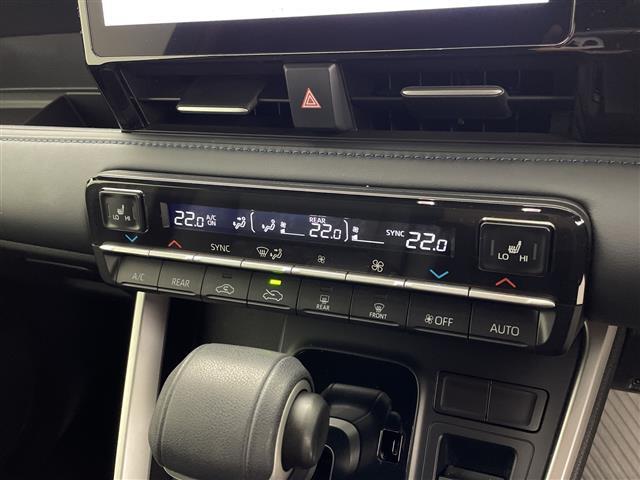 22.0 A/C ON REAR 22.0 SYNC 22.0
LO HI
LO HI
SYNC
A/C REAR REAR FRONT OFF AUTO